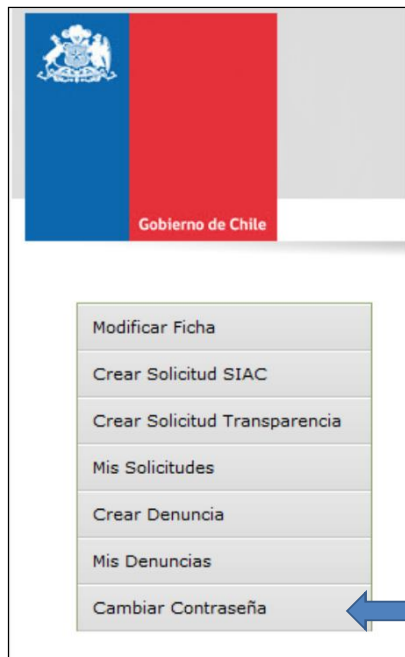 Gobierno de Chile
Modificar Ficha
Crear Solicitud SIAC
Crear Solicitud Transparencia
Mis Solicitudes
Crear Denuncia
Mis Denuncias
Cambiar Contraseña